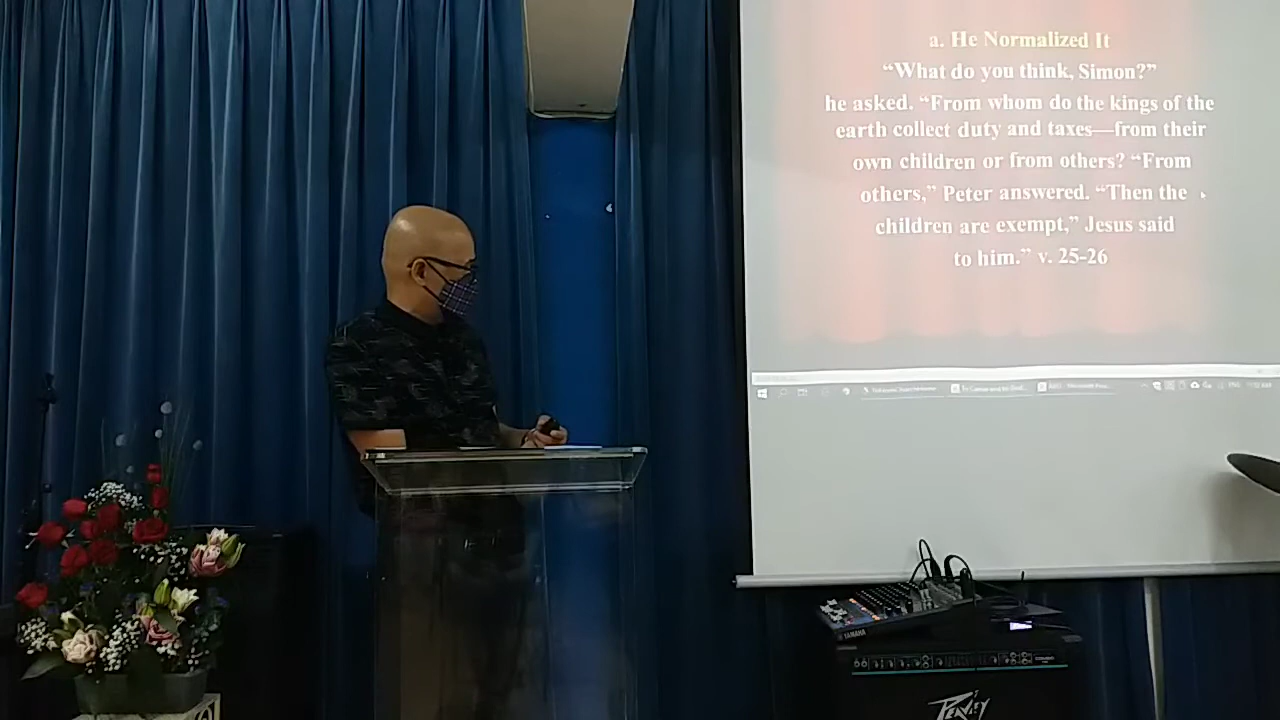 a. He Normalized It
“What do you think, Simon?”
he asked. “From whom do the kings of the
earth collect duty and taxes—from their
own children or from others? “From
others,” Peter answered. “Then the
children are exempt,” Jesus said
to him.” v. 25-26
YAMAHA
PEAVEY